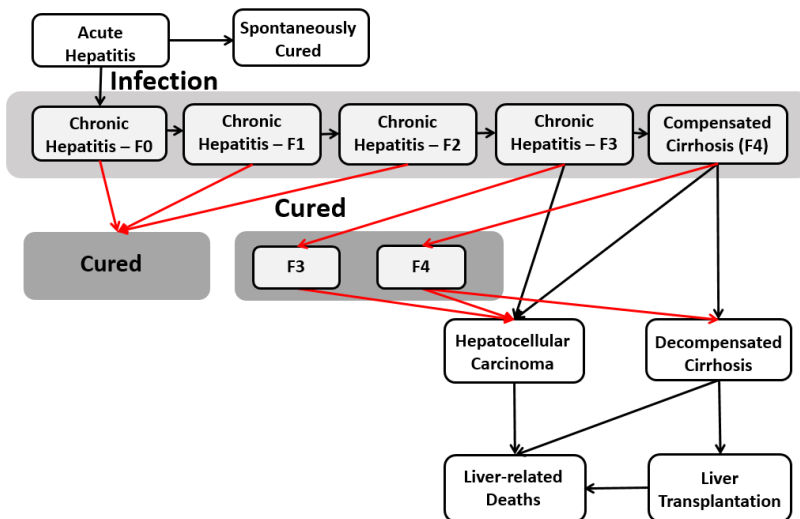 Acute
Hepatitis
Spontaneously
Cured
Infection
Chronic
Hepatitis – F0
Chronic
Hepatitis – F1
Chronic
Hepatitis – F2
Chronic
Hepatitis – F3
Compensated
Cirrhosis (F4)
Cured
Cured
F3
F4
Hepatocellular
Carcinoma
Decompensated
Cirrhosis
Liver-related
Deaths
Liver
Transplantation